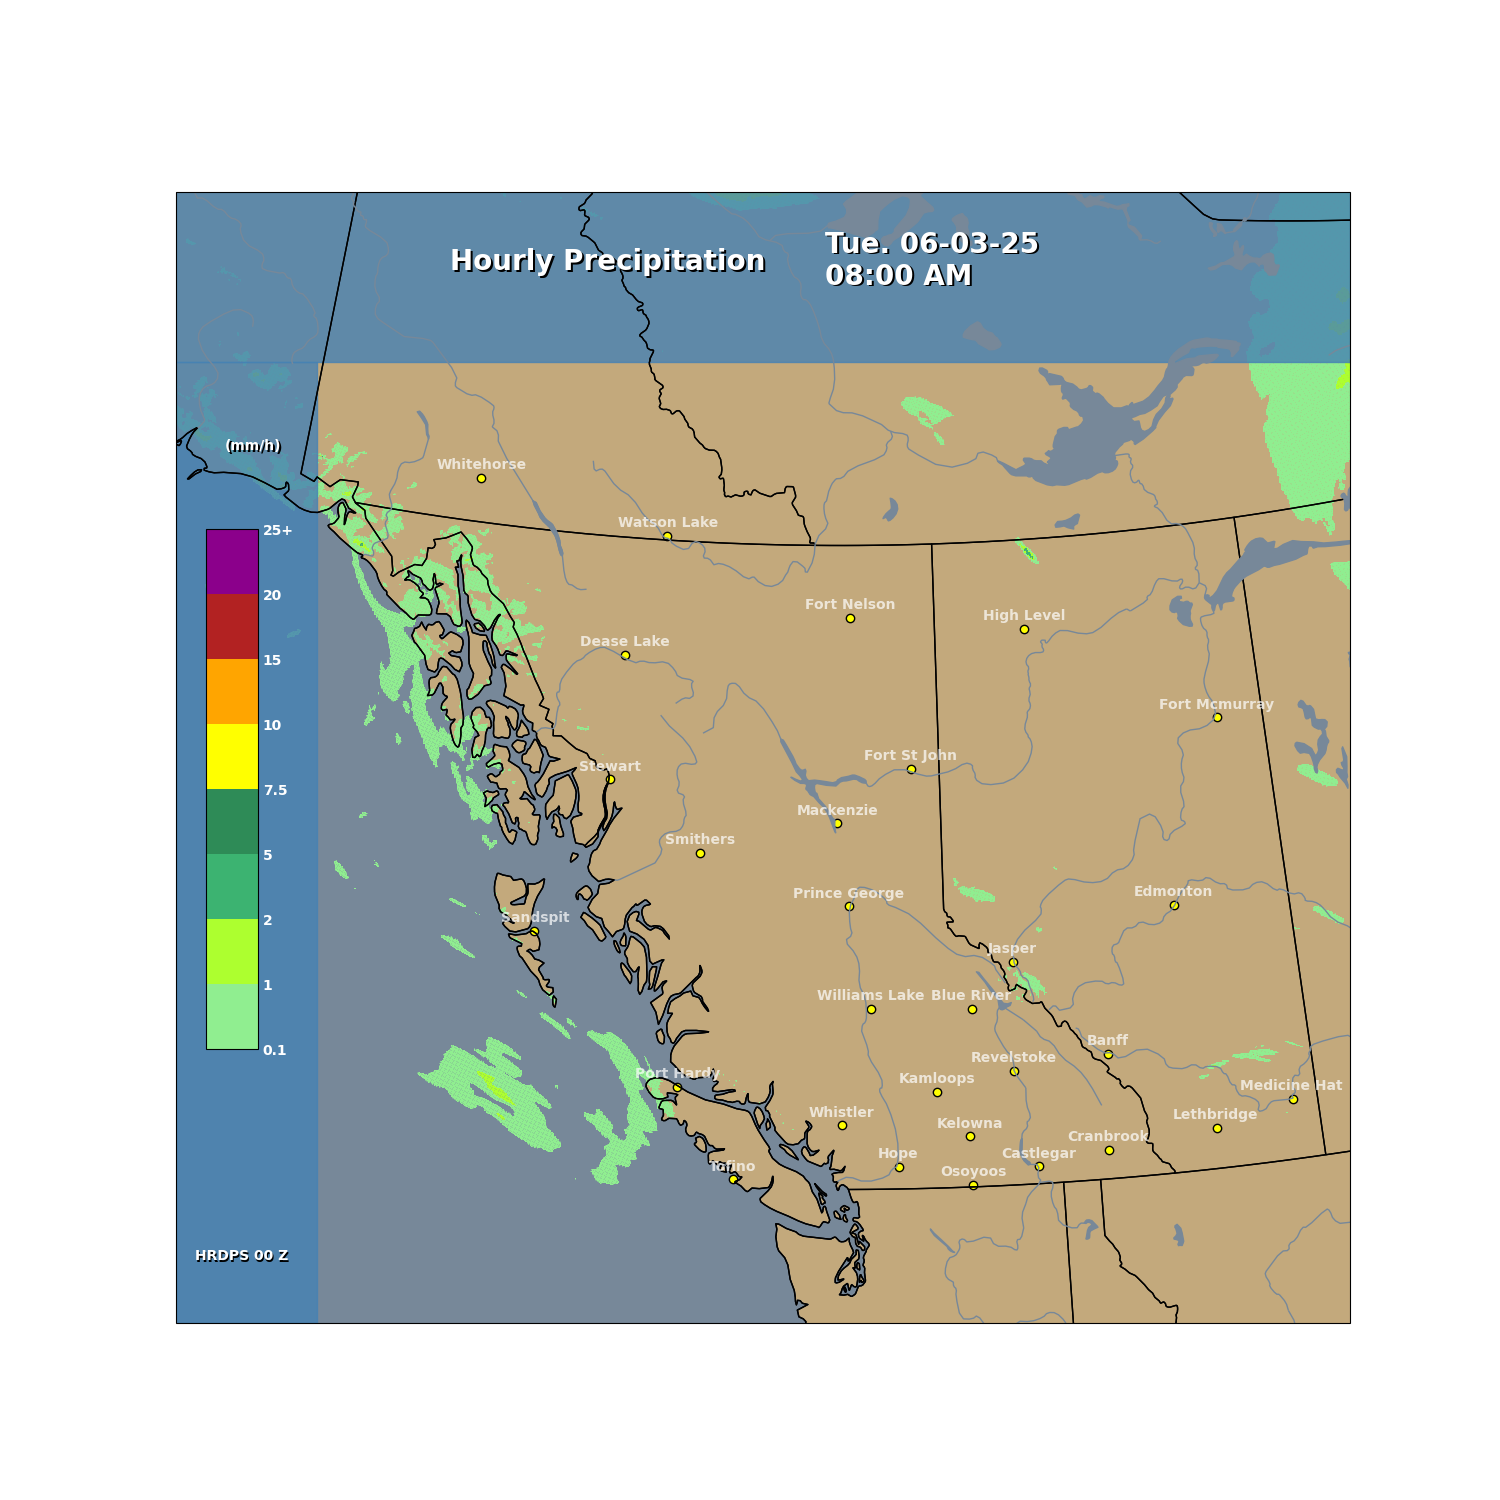 Hourly Precipitation
Tue. 06-03-25
08:00 AM
(mm/h)
25+
20
15
10
7.5
5
2
1
0.1
HRDPS 00 Z
Whitehorse
Watson Lake
Fort Nelson
High Level
Dease Lake
Fort Mcmurray
Fort St John
Stewart
Mackenzie
Smithers
Prince George
Edmonton
Sandspit
Jasper
Williams Lake
Blue River
Banff
Revelstoke
Port Hardy
Kamloops
Medicine Hat
Whistler
Lethbridge
Kelowna
Cranbrook
Hope
Castlegar
Tofino
Osoyoos